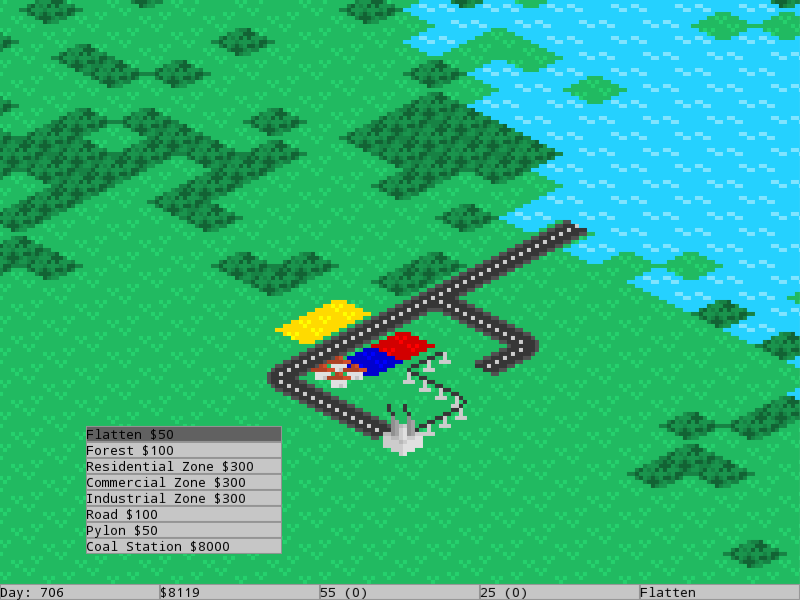 Flatten $50
Forest $100
Residential Zone $300
Commercial Zone $300
Industrial Zone $300
Road $100
Pylon $50
Coal Station $8000
Day: 706 $8119 55 (0) 25 (0) Flatten